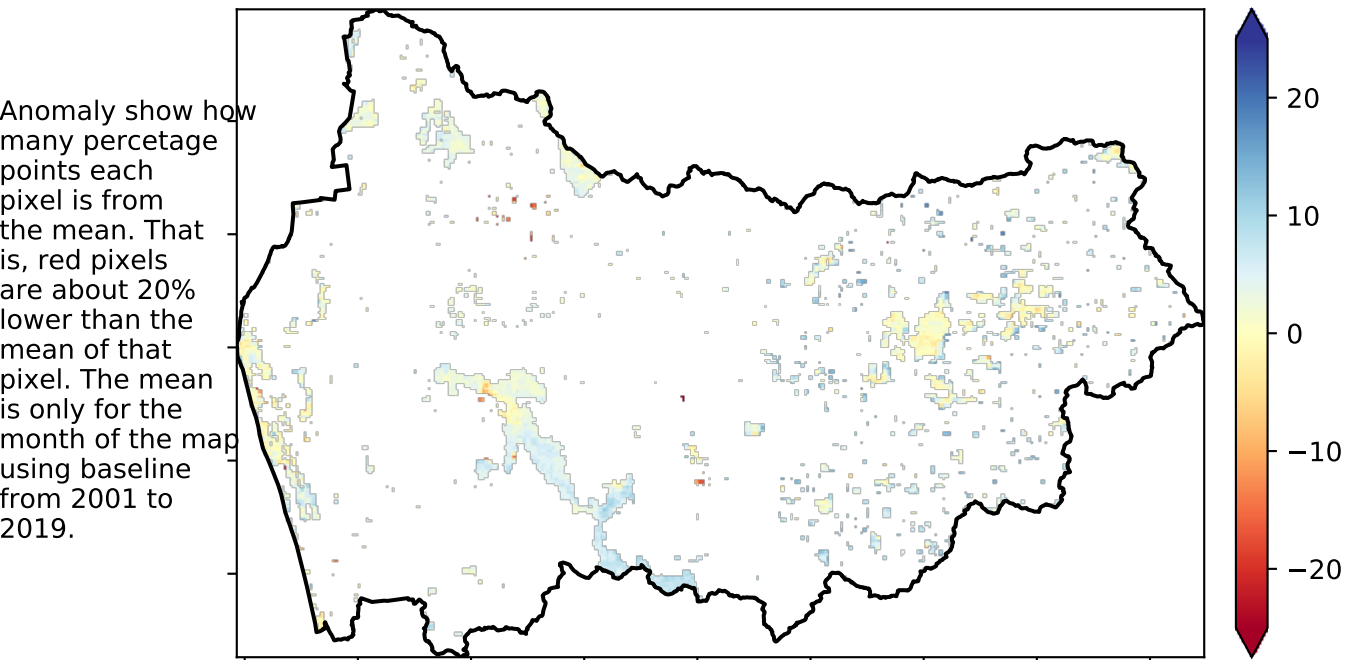 Anomaly show how
many percetage
points each
pixel is from
the mean. That
is, red pixels
are about 20%
lower than the
mean of that
pixel. The mean
is only for the
month of the map
using baseline
from 2001 to
2019.
20
10
0
−10
−20